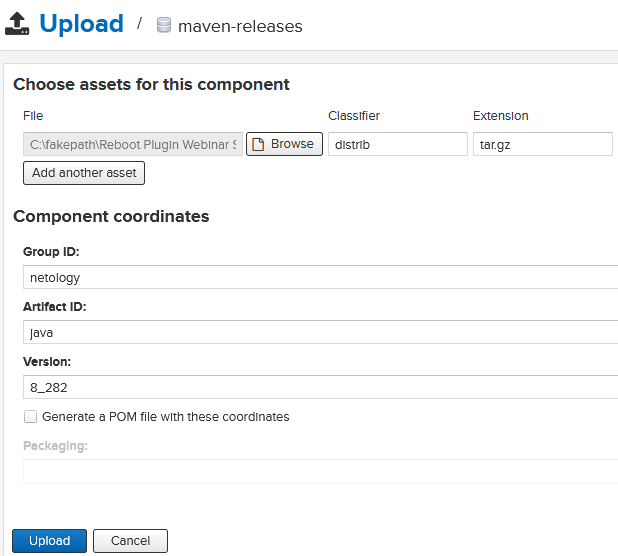 Upload / maven-releases
Choose assets for this component
File Classifier Extension
C:\fakepath\Reboot Plugin Webinar S Browse distrib tar.gz
Add another asset
Component coordinates
Group ID:
netology
Artifact ID:
java
Version:
8_282
Generate a POM file with these coordinates
Packaging:
Upload Cancel